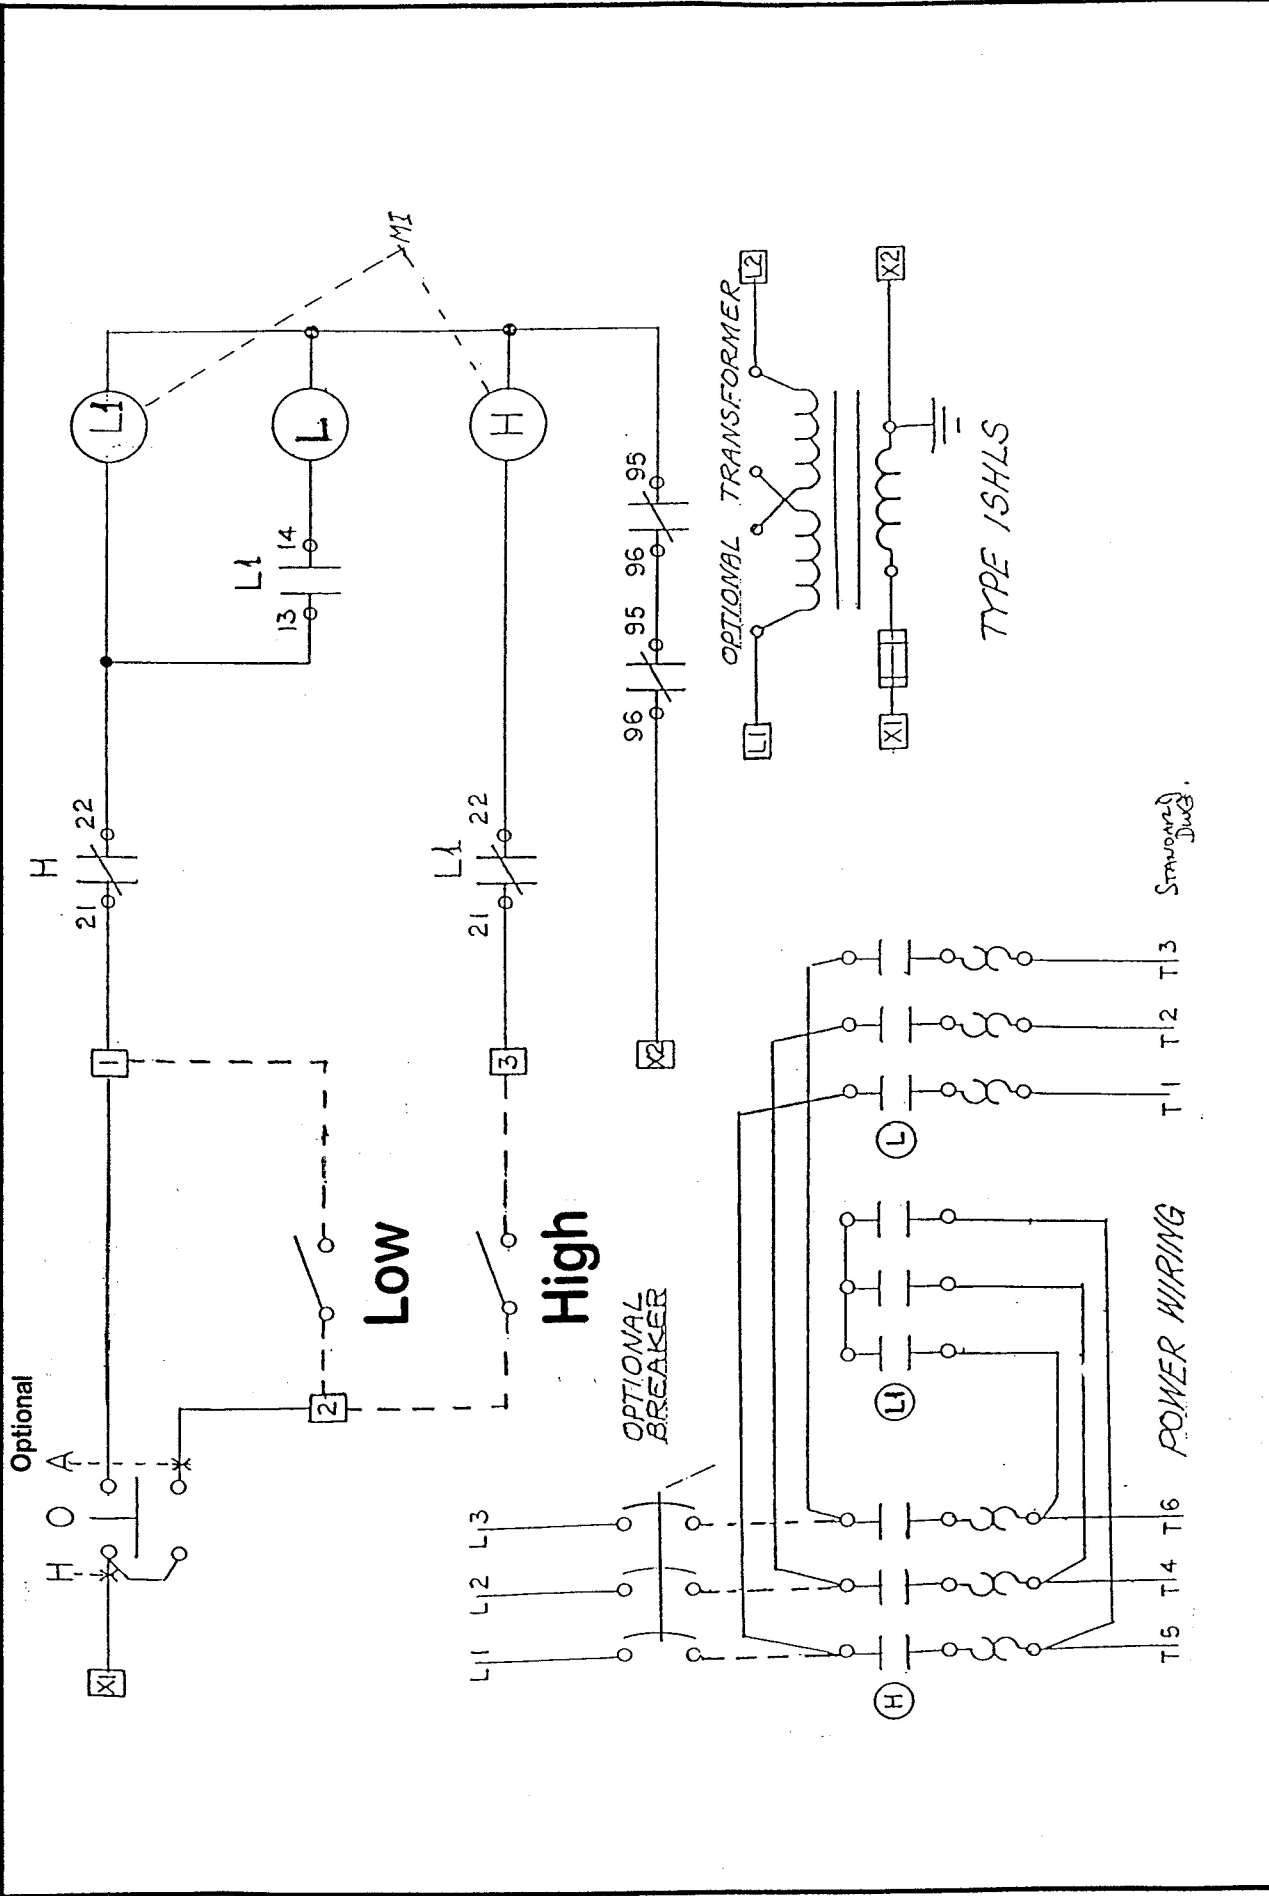 Optional
H O A
X1
1
21
H
22
L1
MI
2
Low
L1
13
14
L
High
3
21
L1
22
H
X2
96
95
96
95
OPTIONAL
BREAKER
L1
L2
L3
OPTIONAL TRANSFORMER
L1
L2
X1
X2
TYPE 1SHLS
H
L1
L
T5
T4
T6
T1
T2
T3
POWER WIRING
STANDARD
DWG.